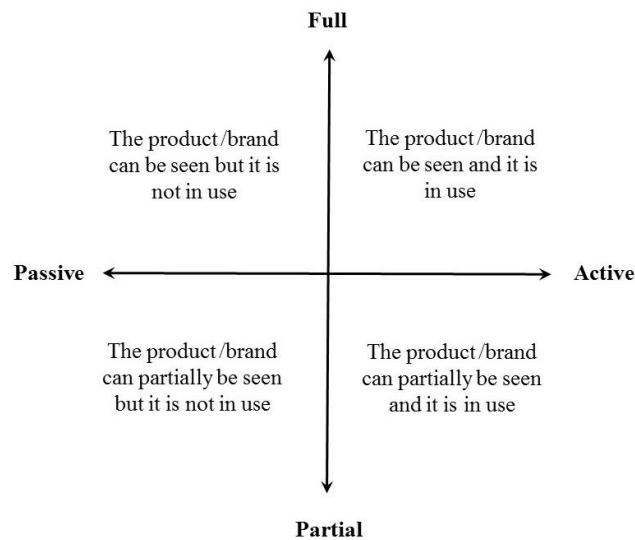 Full
The product/brand
can be seen but it is
not in use
The product/brand
can be seen and it is
in use
Passive
Active
The product/brand
can partially be seen
but it is not in use
The product/brand
can partially be seen
and it is in use
Partial